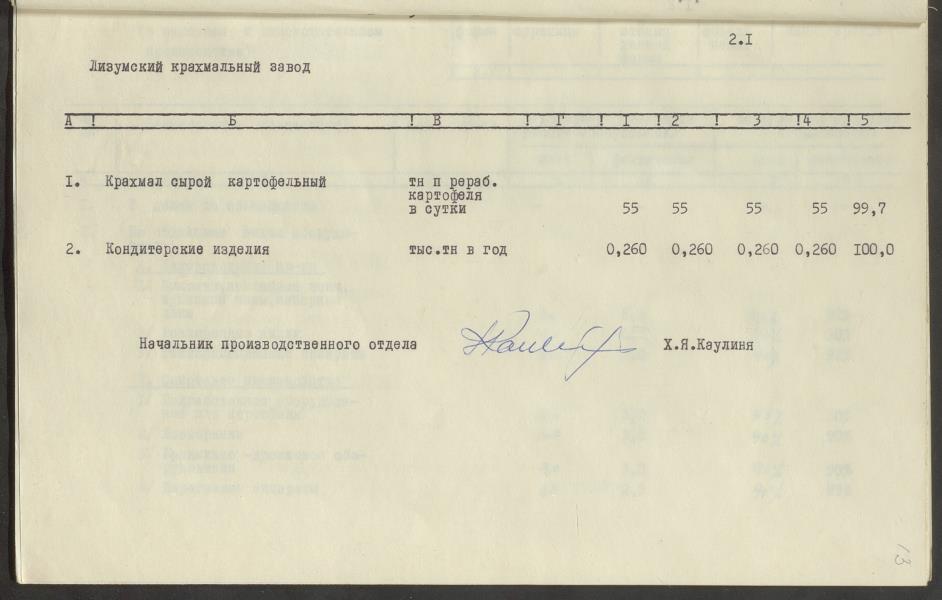 2.I
Лизумский крахмальный завод
А ! Б ! В ! Г ! I ! 2 ! 3 !4 ! 5
I. Крахмал сырой картофельный тн п рераб.
картофеля
в сутки 55 55 55 55 99,7
2. Кондитерские изделия тыс.тн в год 0,260 0,260 0,260 0,260 I00,0
Начальник производственного отдела Х.Я.Каулиня
13